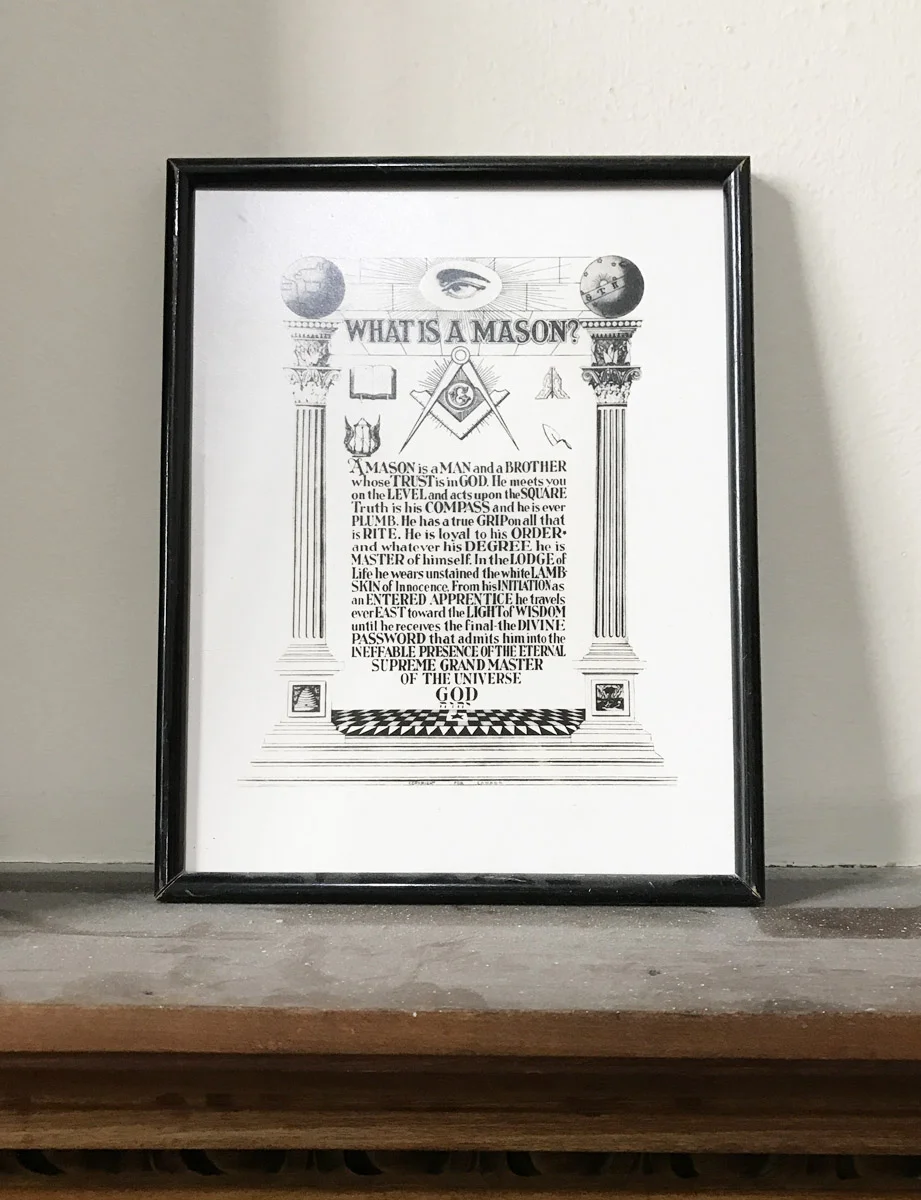 WHAT IS A MASON?
G
A MASON is a MAN and a BROTHER
whose TRUST is in GOD. He meets you
on the LEVEL and acts upon the SQUARE
Truth is his COMPASS and he is ever
PLUMB. He has a true GRIP on all that
is RITE. He is loyal to his ORDER·
and whatever his DEGREE he is
MASTER of himself. In the LODGE of
Life he wears unstained the white LAMB
SKIN of Innocence. From his INITIATION as
an ENTERED APPRENTICE he travels
ever EAST toward the LIGHT of WISDOM
until he receives the final-the DIVINE
PASSWORD that admits him into the
INEFFABLE PRESENCE OF THE ETERNAL
SUPREME GRAND MASTER
OF THE UNIVERSE
GOD
COPYRIGHT